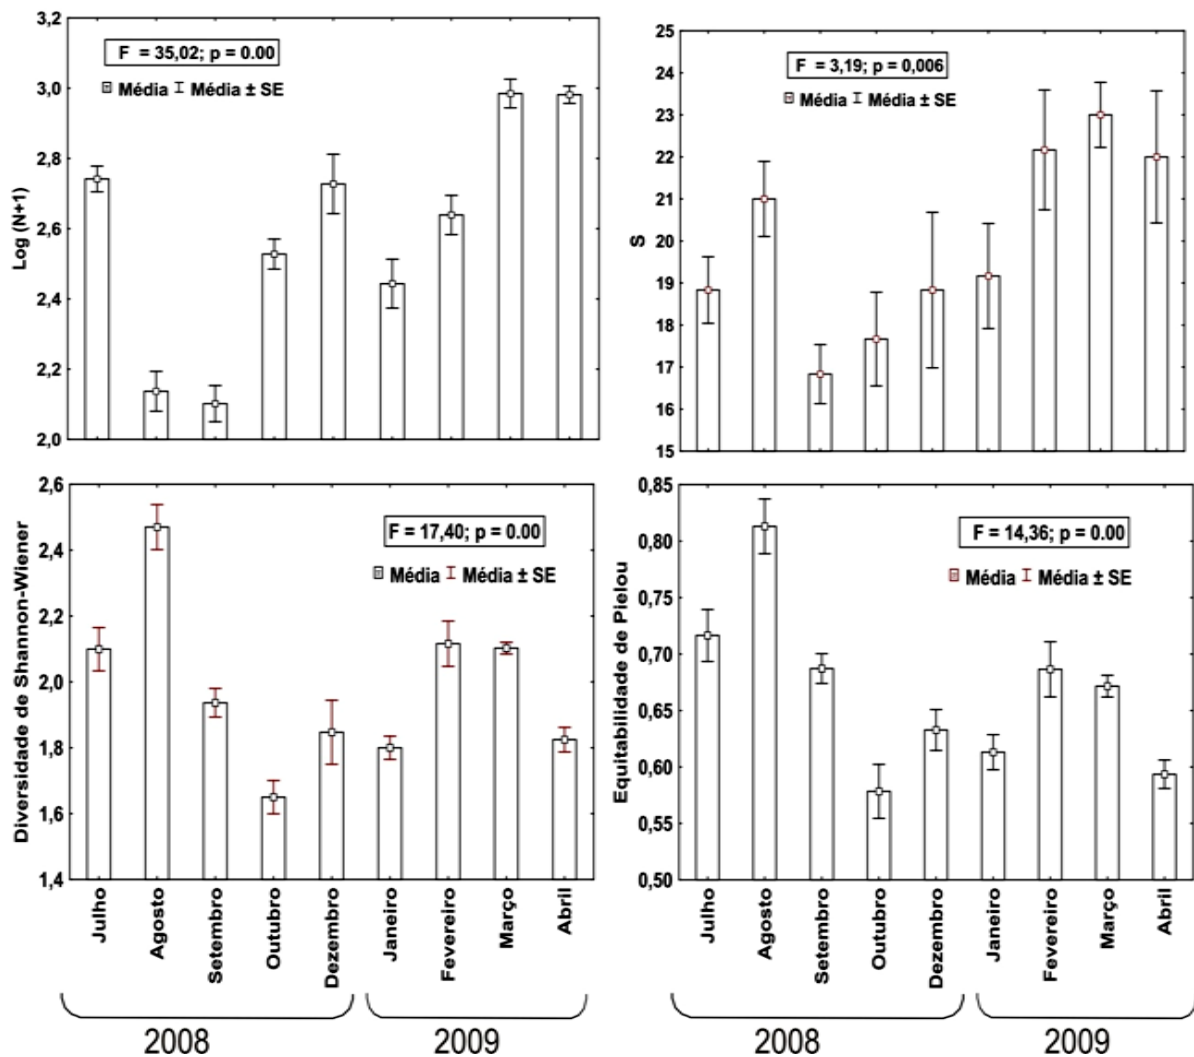 3,2
3,0
2,8
2,6
2,4
2,2
2,0
Log (N+1)
F = 35,02; p = 0.00
Média Média ± SE
25
24
23
22
21
20
19
18
17
16
15
S
F = 3,19; p = 0,006
Média Média ± SE
2,6
2,4
2,2
2,0
1,8
1,6
1,4
Diversidade de Shannon-Wiener
F = 17,40; p = 0.00
Média Média ± SE
Julho
Agosto
Setembro
Outubro
Dezembro
Janeiro
Fevereiro
Março
Abril
2008
2009
0,85
0,80
0,75
0,70
0,65
0,60
0,55
0,50
Equitabilidade de Pielou
F = 14,36; p = 0.00
Média Média ± SE
Julho
Agosto
Setembro
Outubro
Dezembro
Janeiro
Fevereiro
Março
Abril
2008
2009